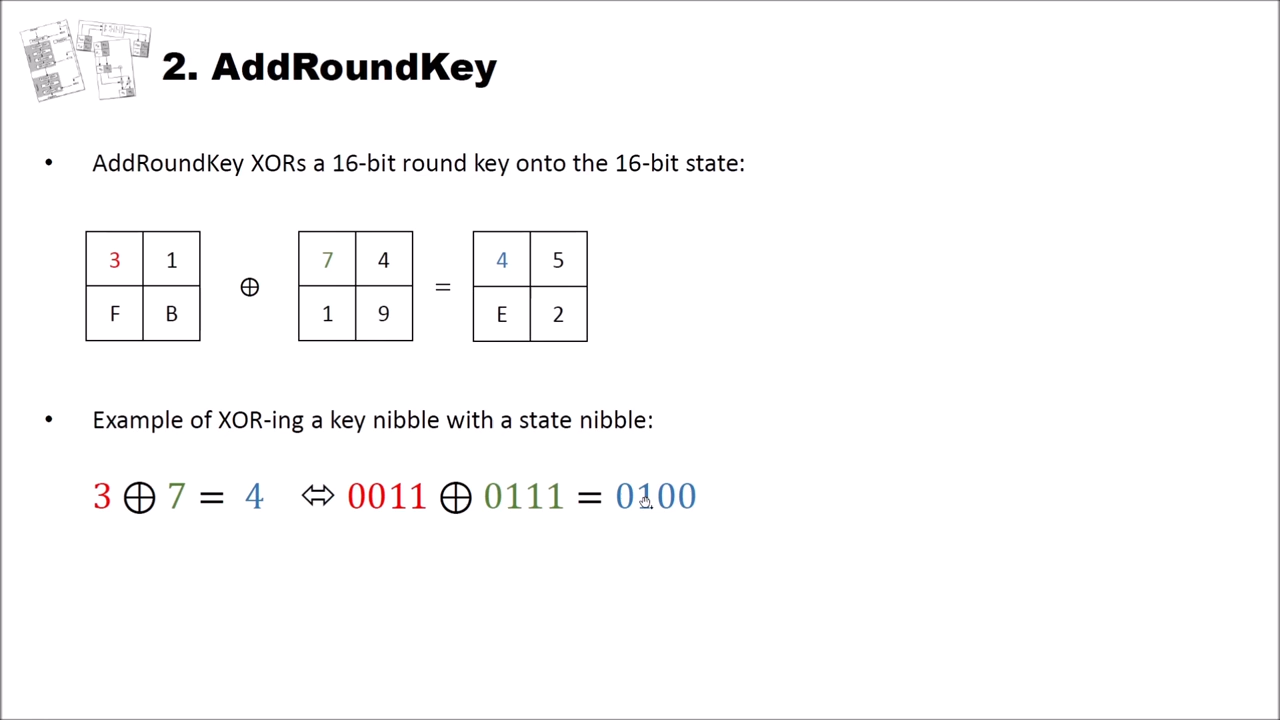 2. AddRoundKey
• AddRoundKey XORs a 16-bit round key onto the 16-bit state:
3 1 7 4 4 5
⊕ =
F B 1 9 E 2
• Example of XOR-ing a key nibble with a state nibble:
3 ⊕ 7 = 4 ⇔ 0011 ⊕ 0111 = 0100